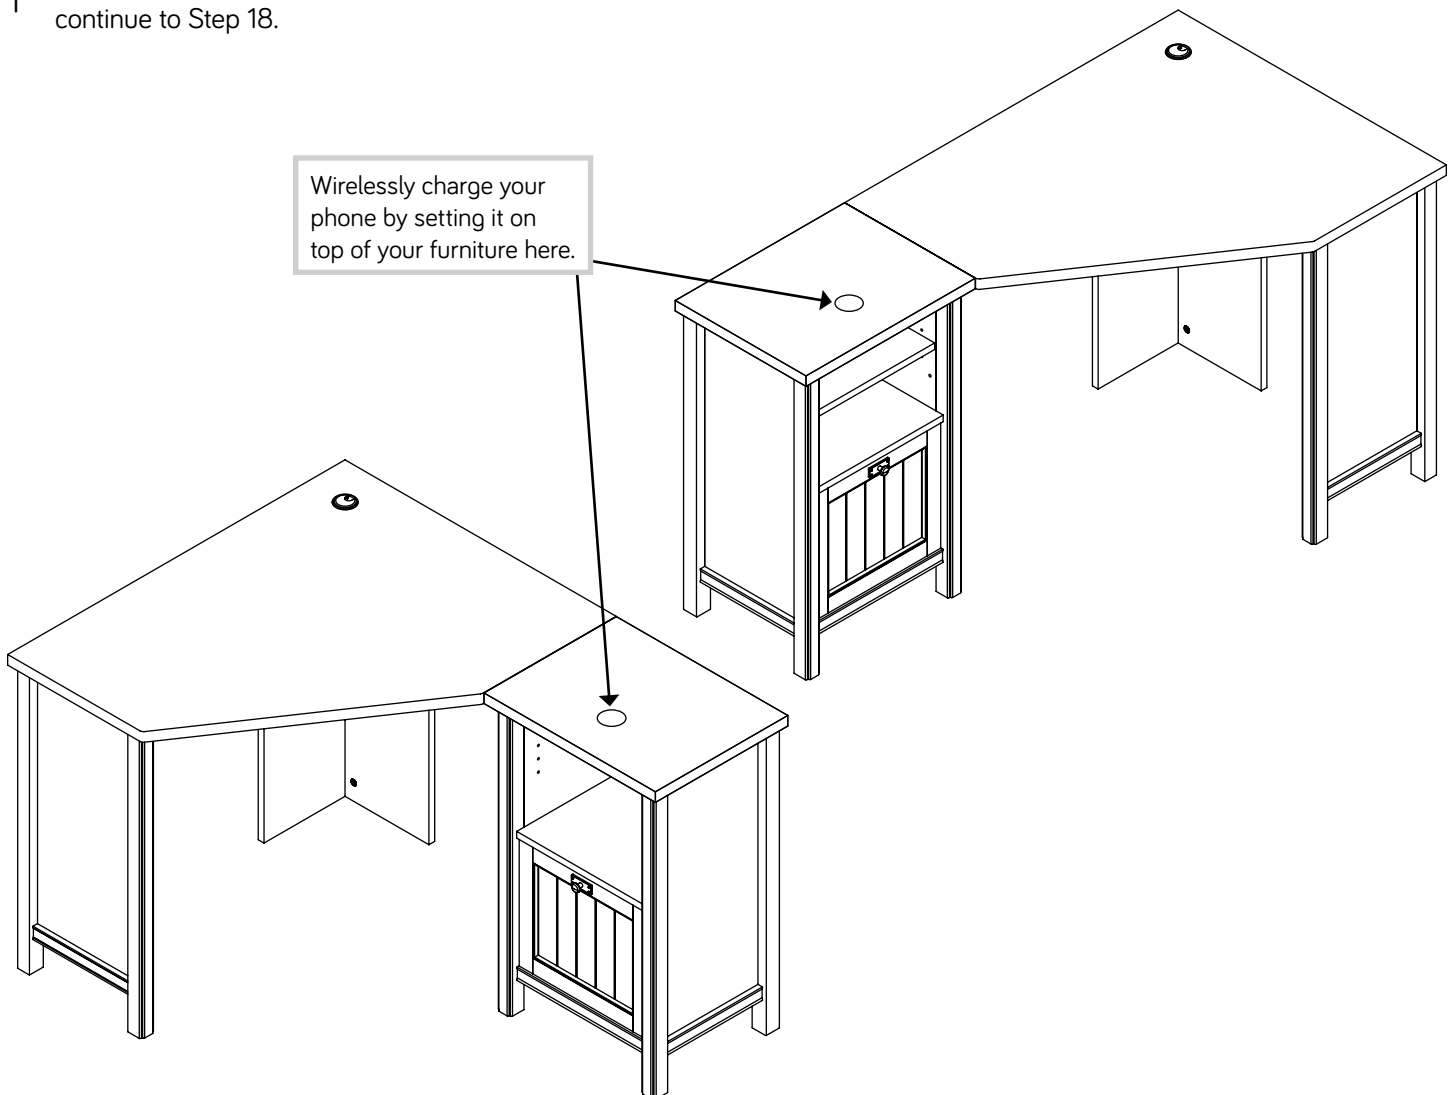 continue to Step 18.
Wirelessly charge your
phone by setting it on
top of your furniture here.